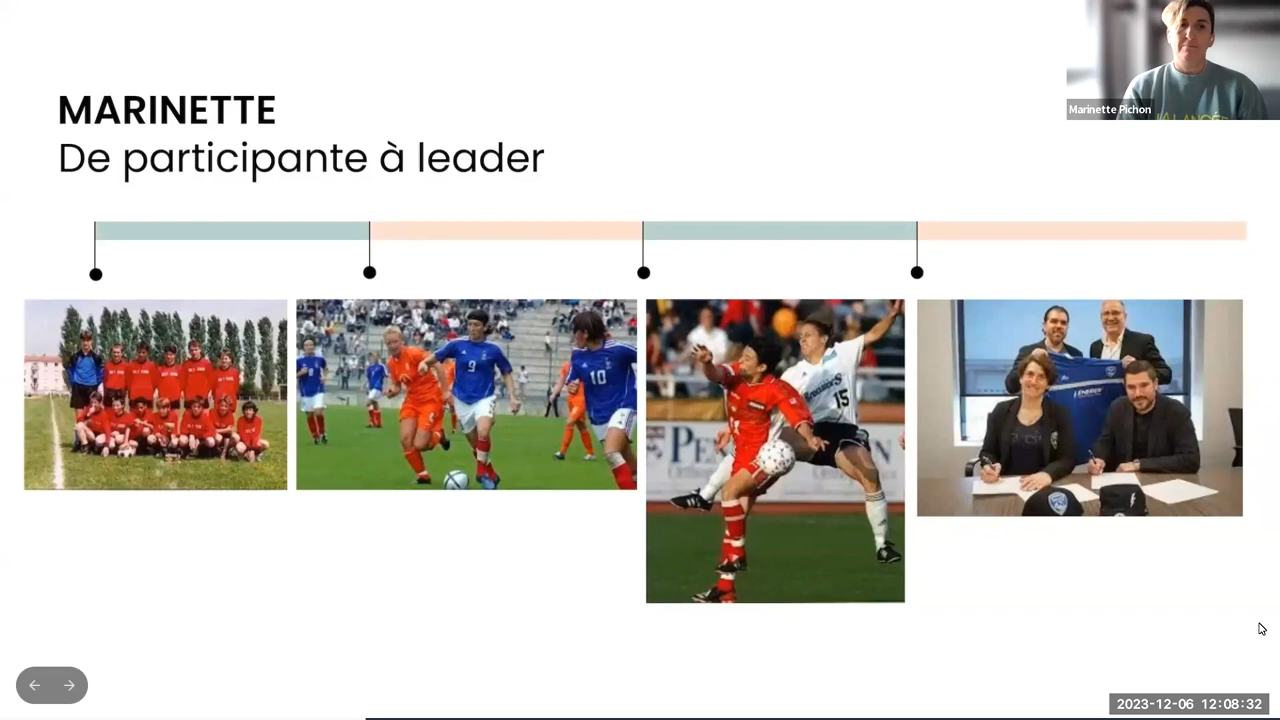 MARINETTE
De participante à leader
Marinette Pichon
9
10
15
2023-12-06 12:08:32